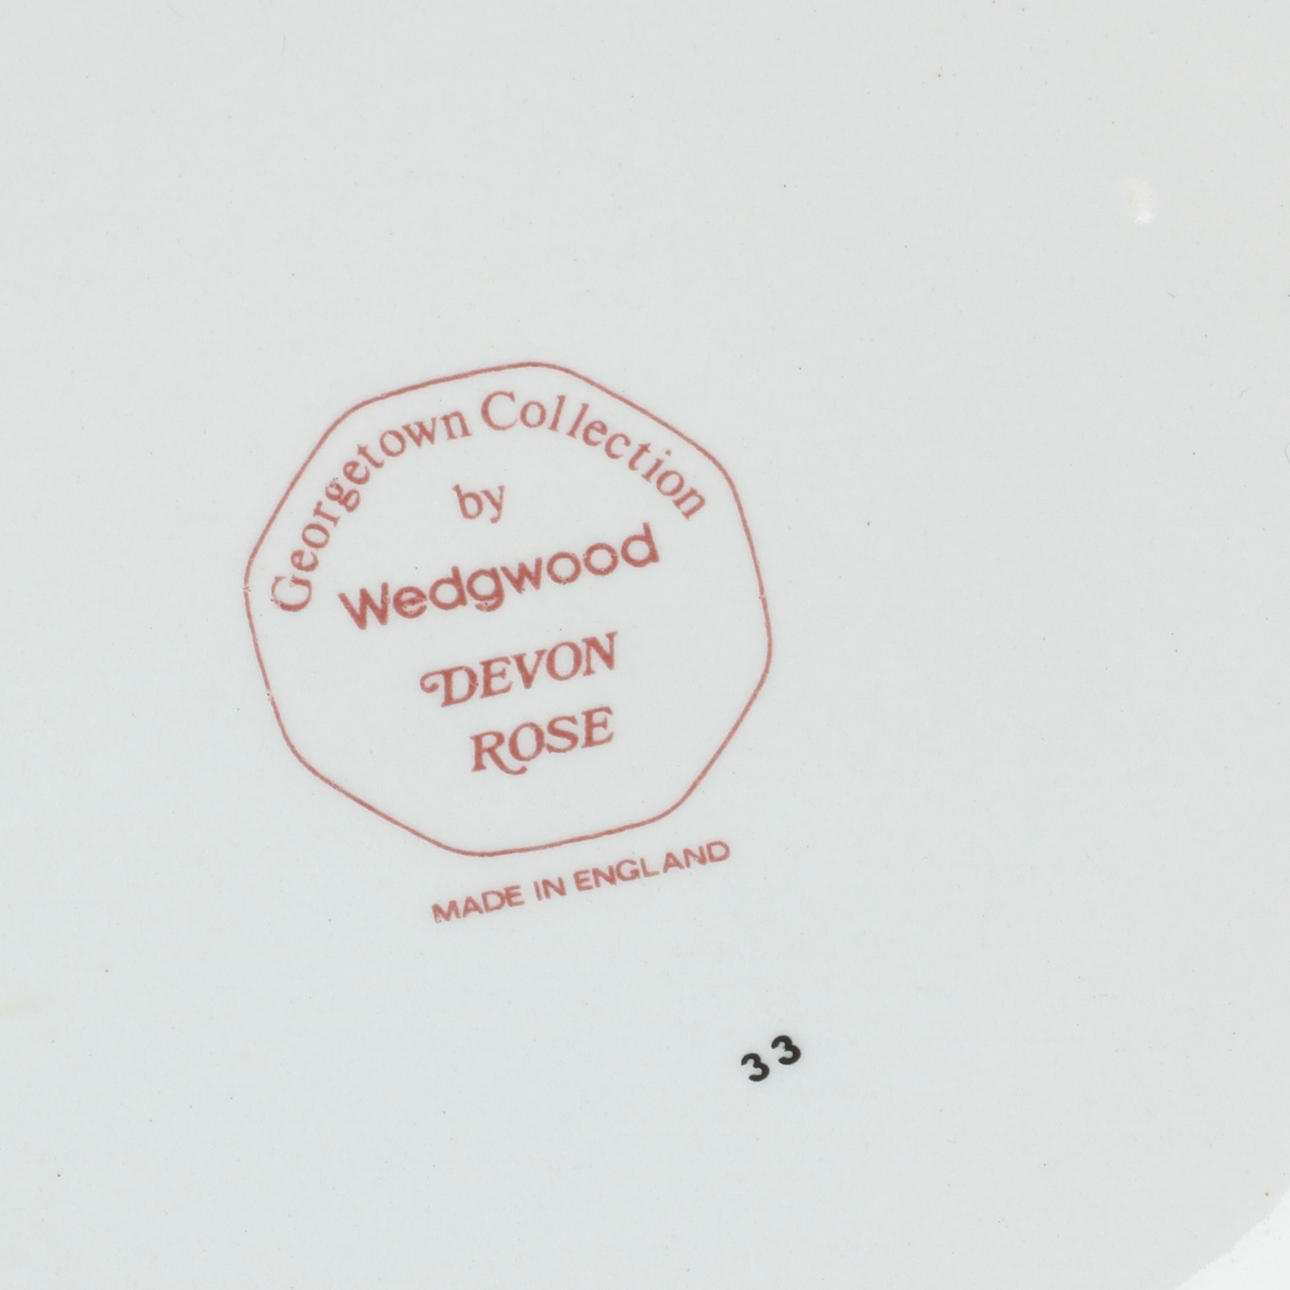 Georgetown Collection
by
Wedgwood
DEVON
ROSE
MADE IN ENGLAND
33